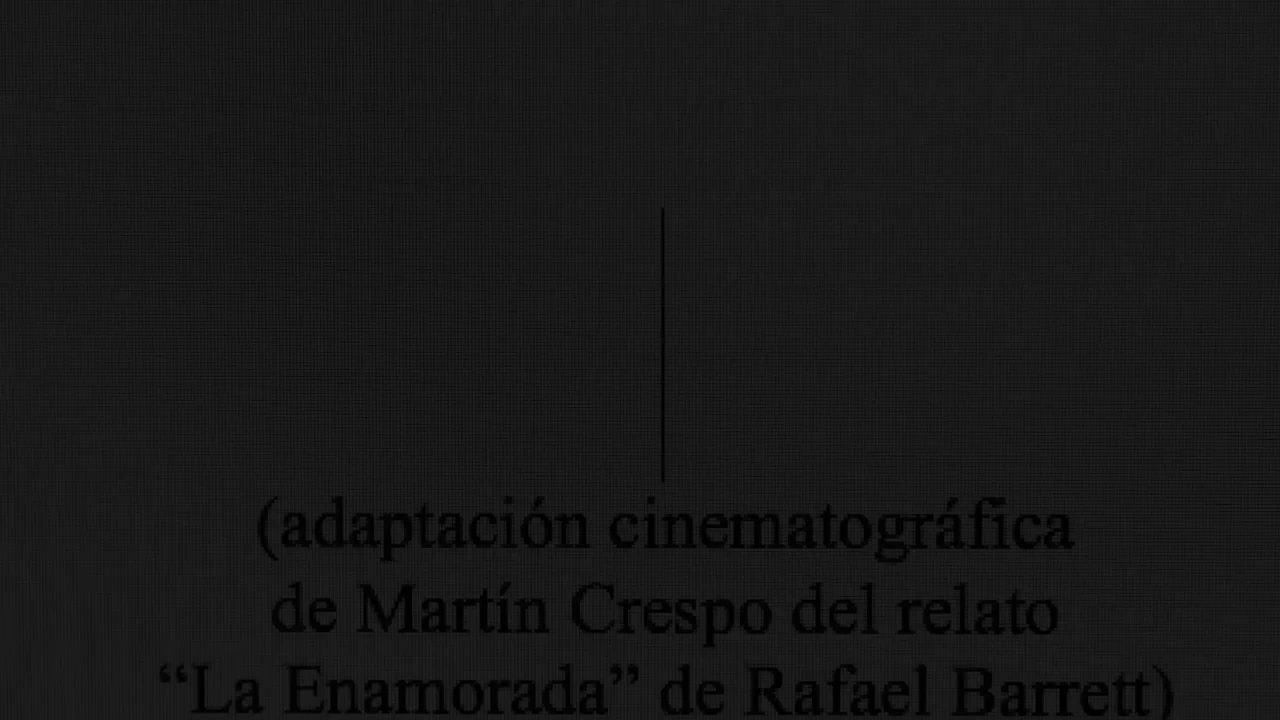 (adaptación cinematográfica
de Martín Crespo del relato
“La Enamorada” de Rafael Barrett)